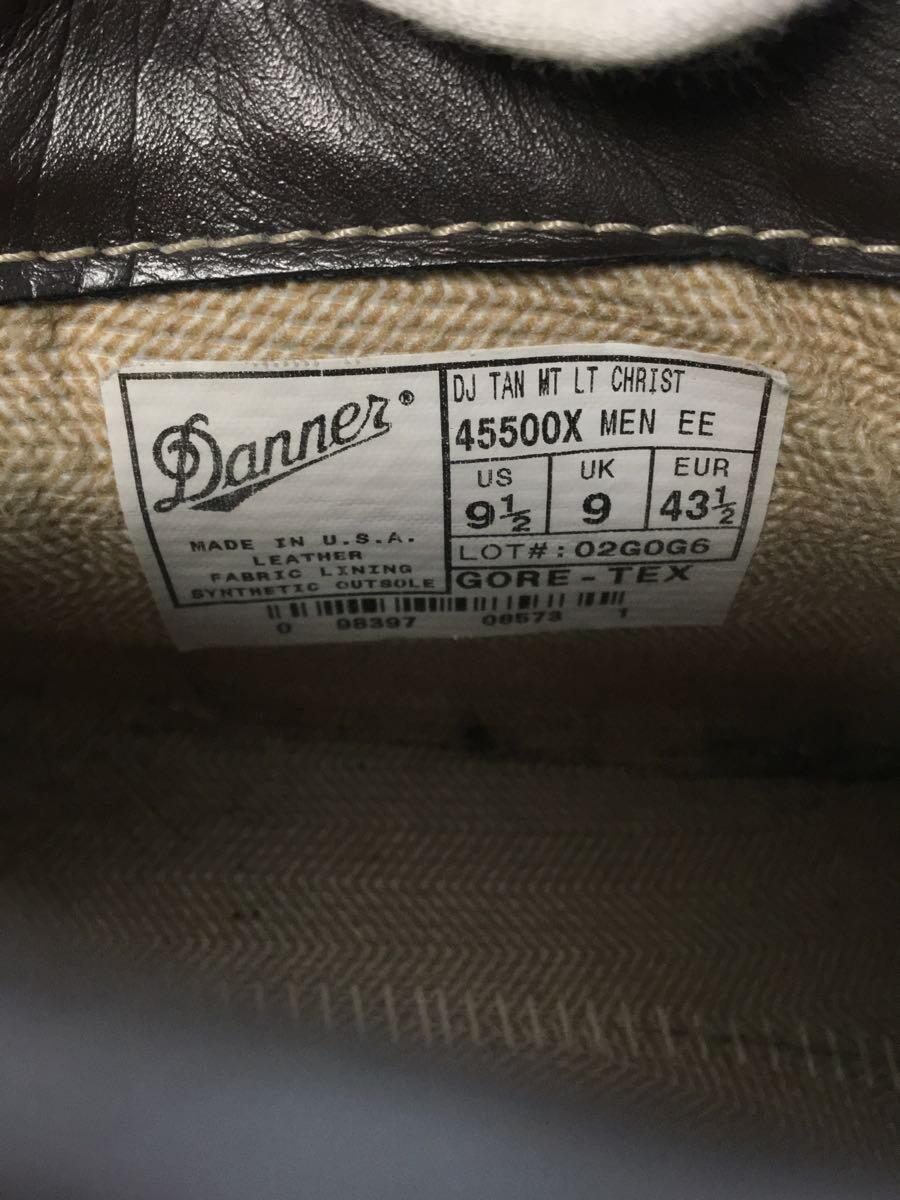 Danner®
MADE IN U.S.A.
LEATHER
FABRIC LINING
SYNTHETIC OUTSOLE
DJ TAN MT LT CHRIST
45500X MEN EE
US UK EUR
9½ 9 43½
LOT#: 02G0G6
GORE-TEX
0 98397 08573 1